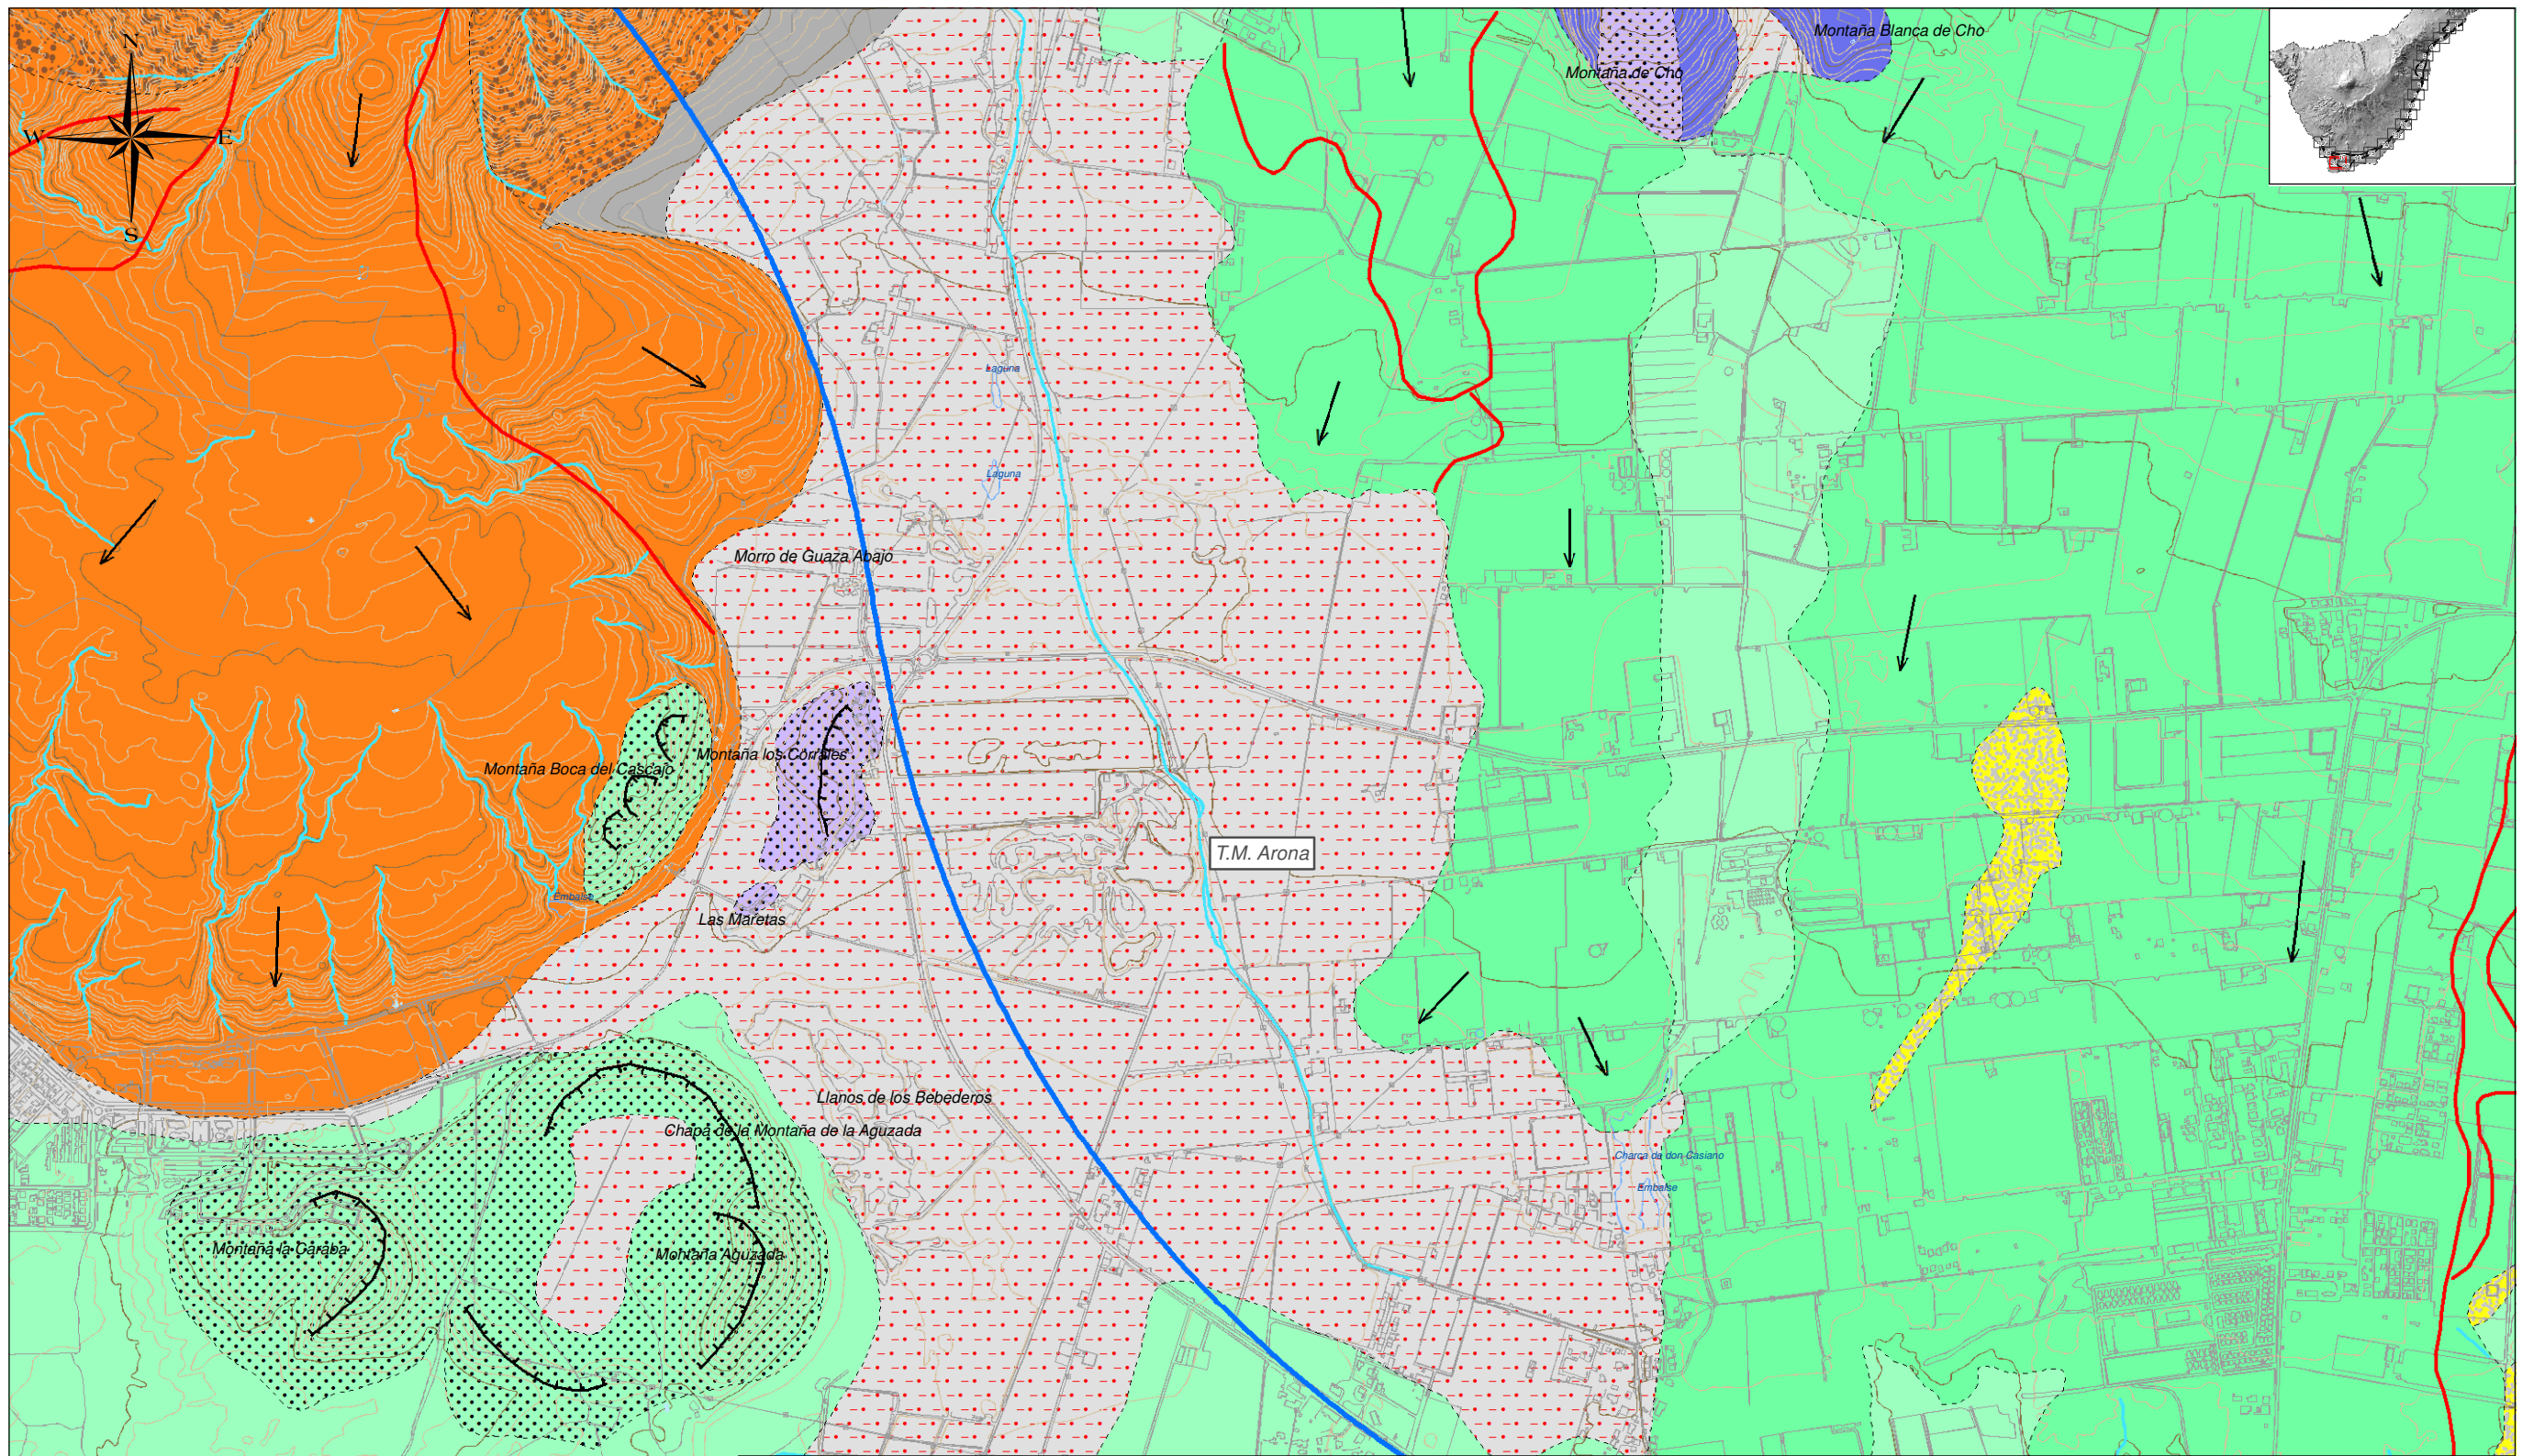 Montaña Blanca de Cho
N
Montaña de Cho
W
E
S
Laguna
Laguna
Morro de Guaza Abajo
Montaña los Corrales
Montaña Boca del Cascajo
T.M. Arona
Embalse
Las Maretas
Llanos de los Bebederos
Chapa de la Montaña de la Aguzada
Charca de don Casiano
Embalse
Montaña la Caraba
Montaña Aguzada